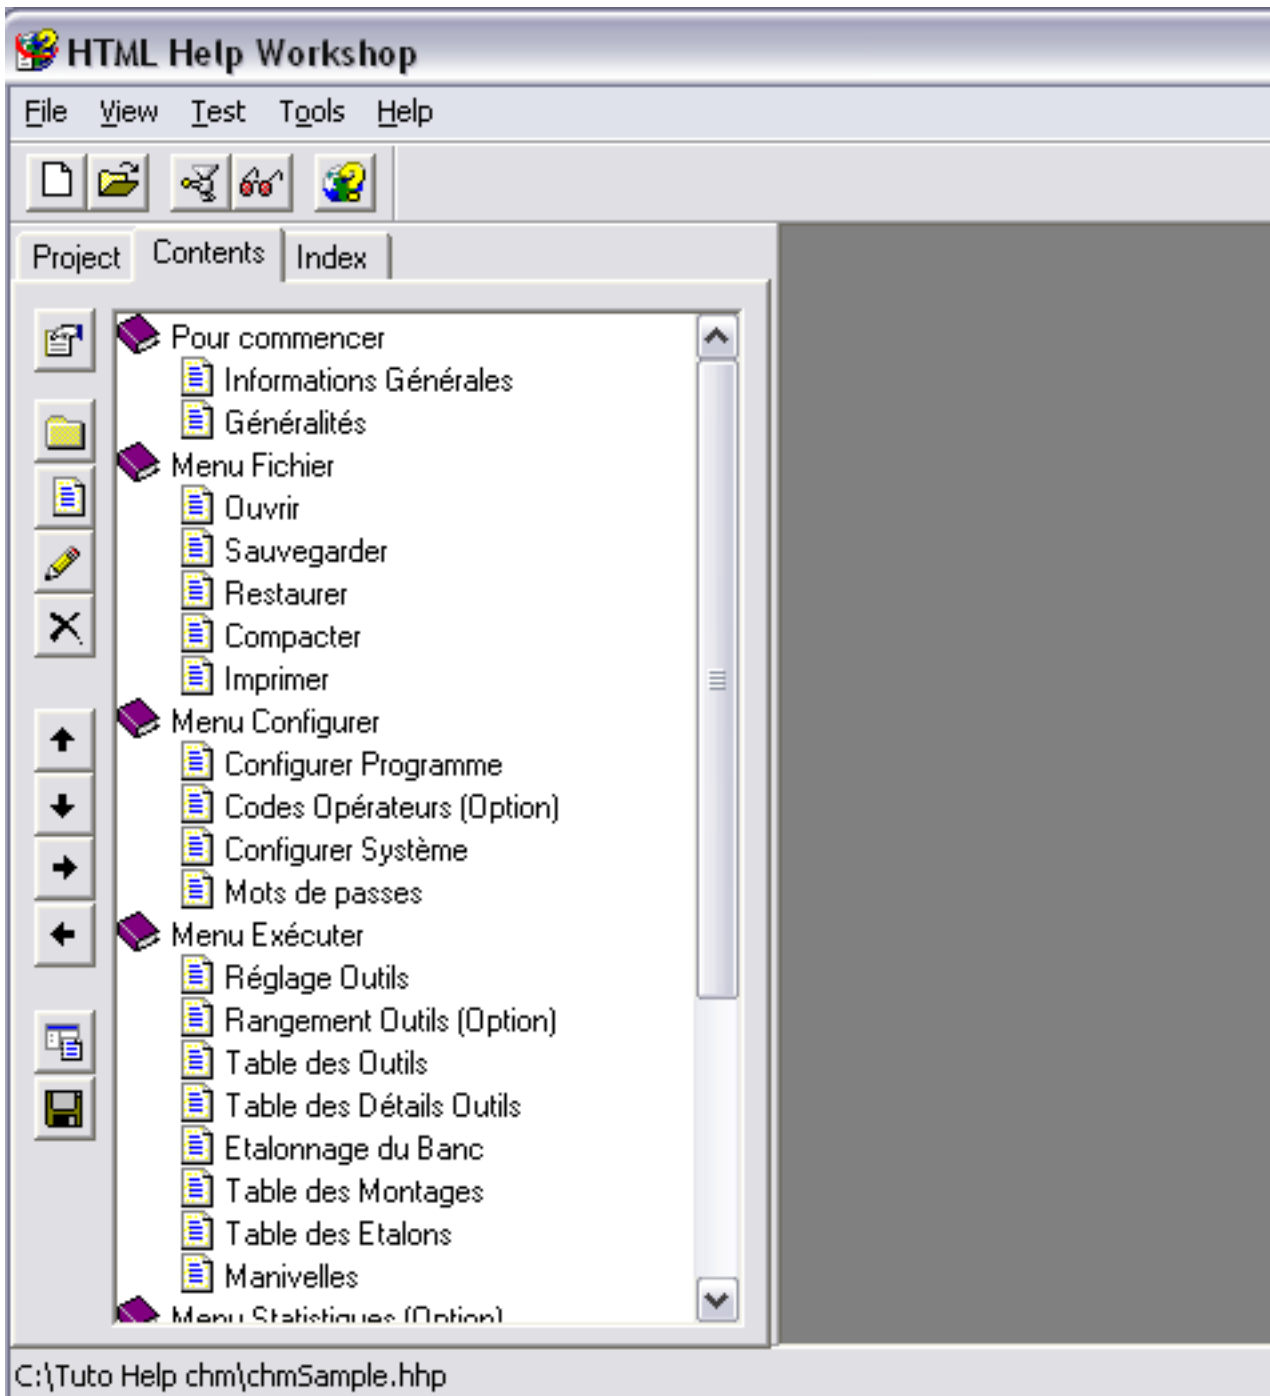 HTML Help Workshop
File View Test Tools Help
Project Contents Index
Pour commencer
Informations Générales
Généralités
Menu Fichier
Ouvrir
Sauvegarder
Restaurer
Compacter
Imprimer
Menu Configurer
Configurer Programme
Codes Opérateurs (Option)
Configurer Système
Mots de passes
Menu Exécuter
Réglage Outils
Rangement Outils (Option)
Table des Outils
Table des Détails Outils
Etalonnage du Banc
Table des Montages
Table des Etalons
Manivelles
Menu Statistiques (Option)
C:\Tuto Help chm\chmSample.hhp